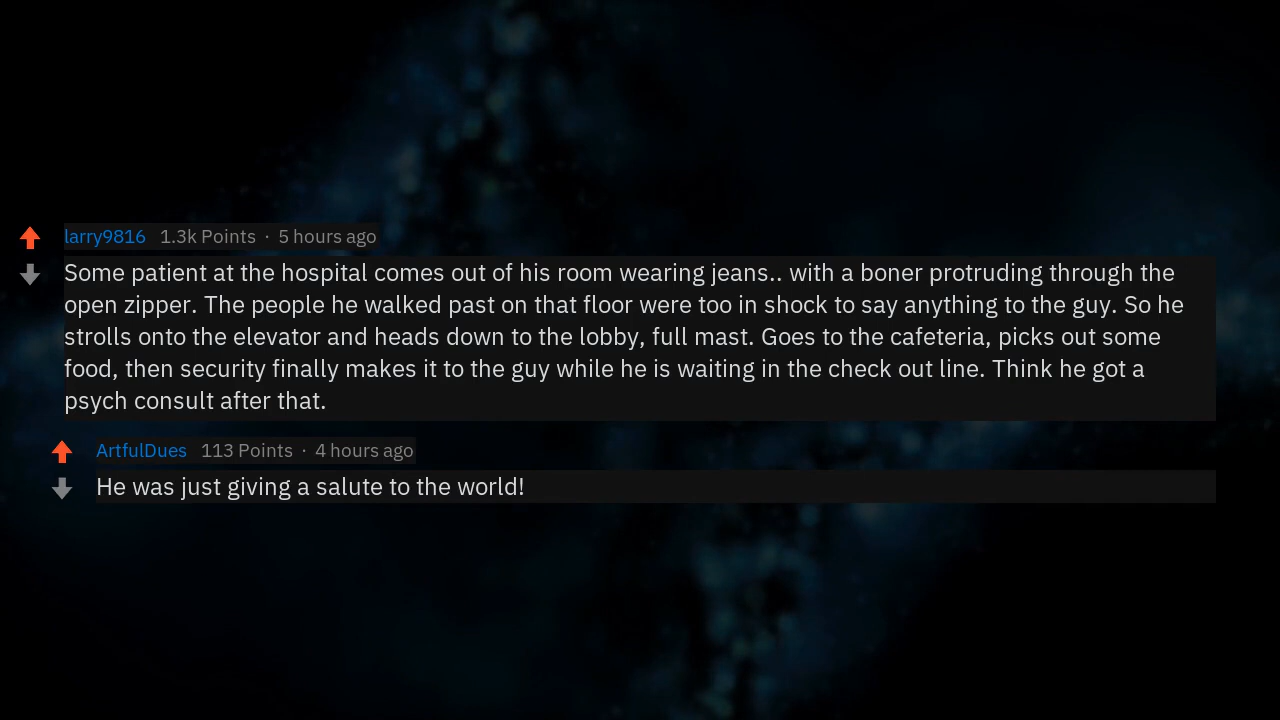 larry9816 1.3k Points · 5 hours ago
Some patient at the hospital comes out of his room wearing jeans.. with a boner protruding through the
open zipper. The people he walked past on that floor were too in shock to say anything to the guy. So he
strolls onto the elevator and heads down to the lobby, full mast. Goes to the cafeteria, picks out some
food, then security finally makes it to the guy while he is waiting in the check out line. Think he got a
psych consult after that.
ArtfulDues 113 Points · 4 hours ago
He was just giving a salute to the world!